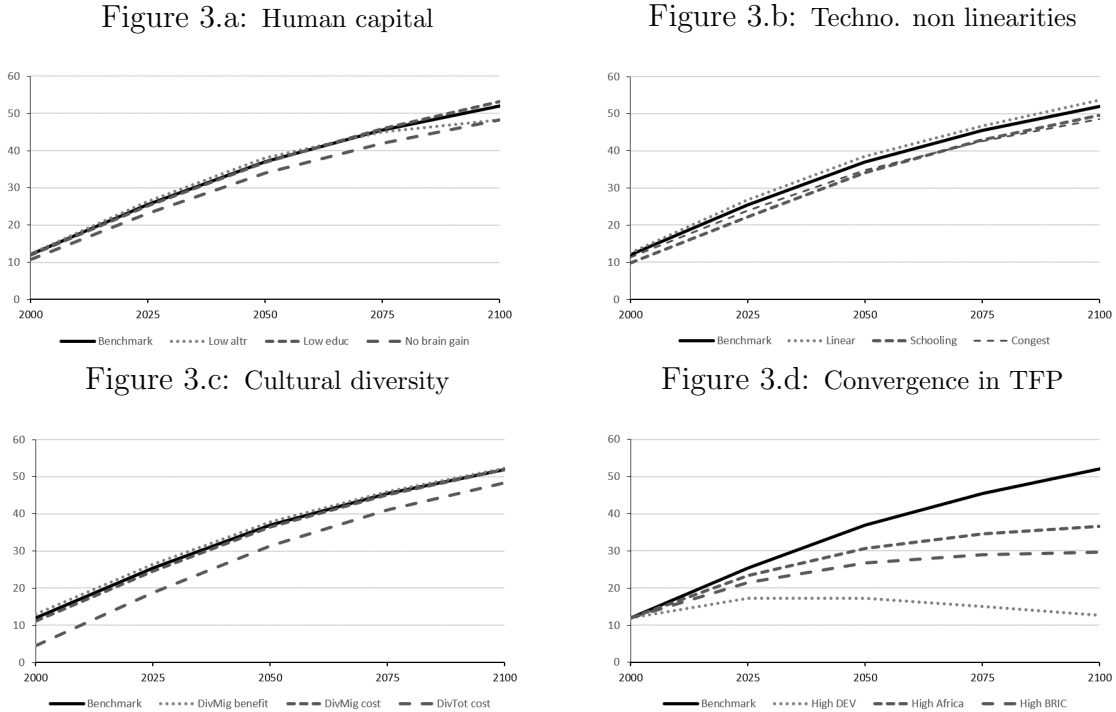 Figure 3.a: Human capital
60
50
40
30
20
10
0
2000 2025 2050 2075 2100
Benchmark Low altr Low educ No brain gain
Figure 3.b: Techno. non linearities
60
50
40
30
20
10
0
2000 2025 2050 2075 2100
Benchmark Linear Schooling Congest
Figure 3.c: Cultural diversity
60
50
40
30
20
10
0
2000 2025 2050 2075 2100
Benchmark DivMig benefit DivMig cost DivTot cost
Figure 3.d: Convergence in TFP
60
50
40
30
20
10
0
2000 2025 2050 2075 2100
Benchmark High DEV High Africa High BRIC